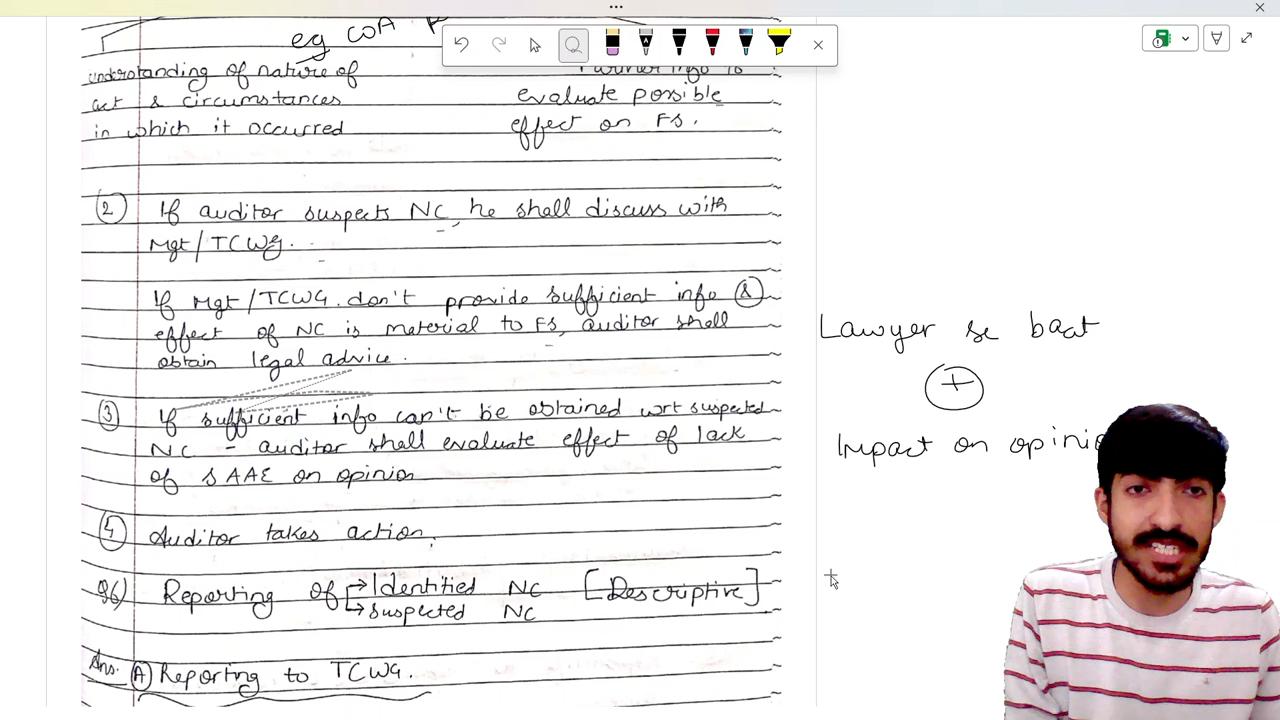 eg COA
understanding of nature of
act & circumstances
in which it occurred
Further info to
evaluate possible
effect on FS.
② If auditor suspects NC, he shall discuss with
Mgt/TCWG.
If Mgt/TCWG don't provide sufficient info &
effect of NC is material to FS, auditor shall
obtain legal advice.
③ If sufficient info can't be obtained wrt suspected
NC - auditor shall evaluate effect of lack
of SAAE on opinion
④ Auditor takes action.
Q6) Reporting of → Identified NC [Descriptive]
→ Suspected NC
Ans. Ⓐ Reporting to TCWG.
Lawyer se baat
+
Impact on opinio